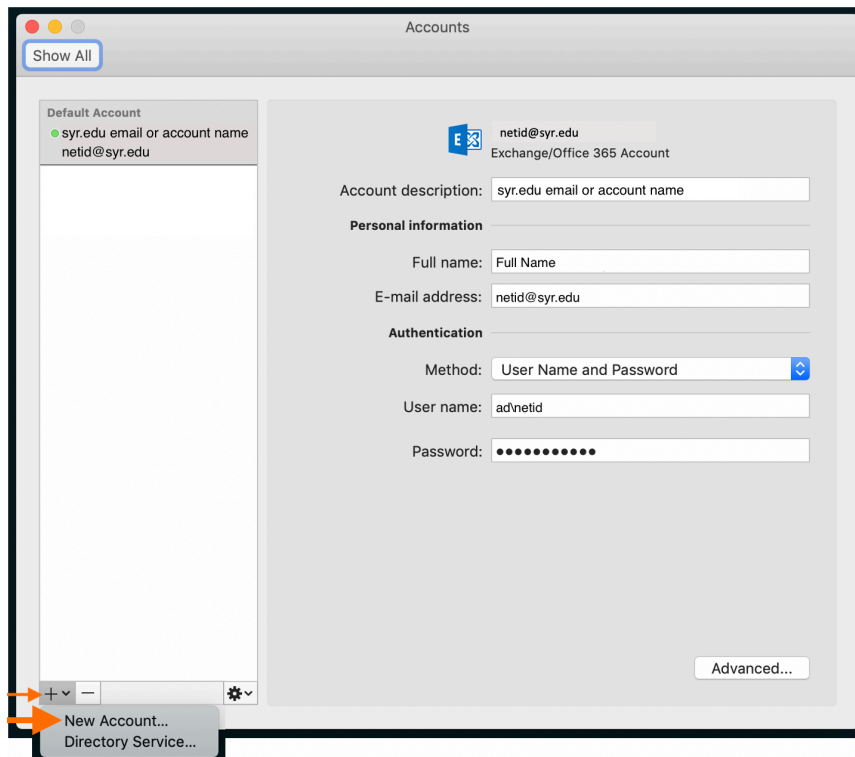 Accounts
Show All
Default Account
syr.edu email or account name
netid@syr.edu
netid@syr.edu
Exchange/Office 365 Account
Account description: syr.edu email or account name
Personal information
Full name: Full Name
E-mail address: netid@syr.edu
Authentication
Method: User Name and Password
User name: ad\netid
Password: ●●●●●●●●●●●
Advanced...
New Account...
Directory Service...